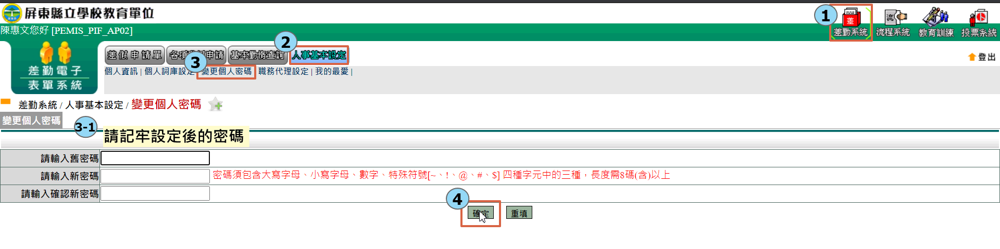 屏東縣立學校教育單位
陳惠文您好 [PEMIS_PIF_AP02]
1
差
差勤系統
流
流程系統
教育訓練
投票系統
差勤電子
表單系統
2
差假申請單
各項
申請
基本勤惰查詢
人事基本設定
登出
3
個人資訊 | 個人詞庫設定
變更個人密碼
職務代理設定 | 我的最愛 |
差勤系統 / 人事基本設定 / 變更個人密碼
變更個人密碼
3-1
請記牢設定後的密碼
請輸入舊密碼
請輸入新密碼
密碼須包含大寫字母、小寫字母、數字、特殊符號[~、!、@、#、$] 四種字元中的三種，長度需8碼(含)以上
請輸入確認新密碼
4
確定
重填